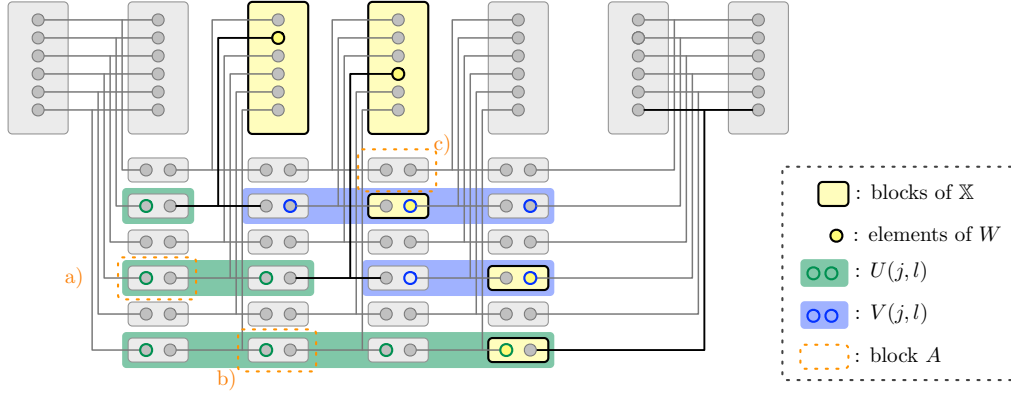 c)
: blocks of 𝕏
: elements of W
a)
: U(j, l)
: V(j, l)
: block A
b)